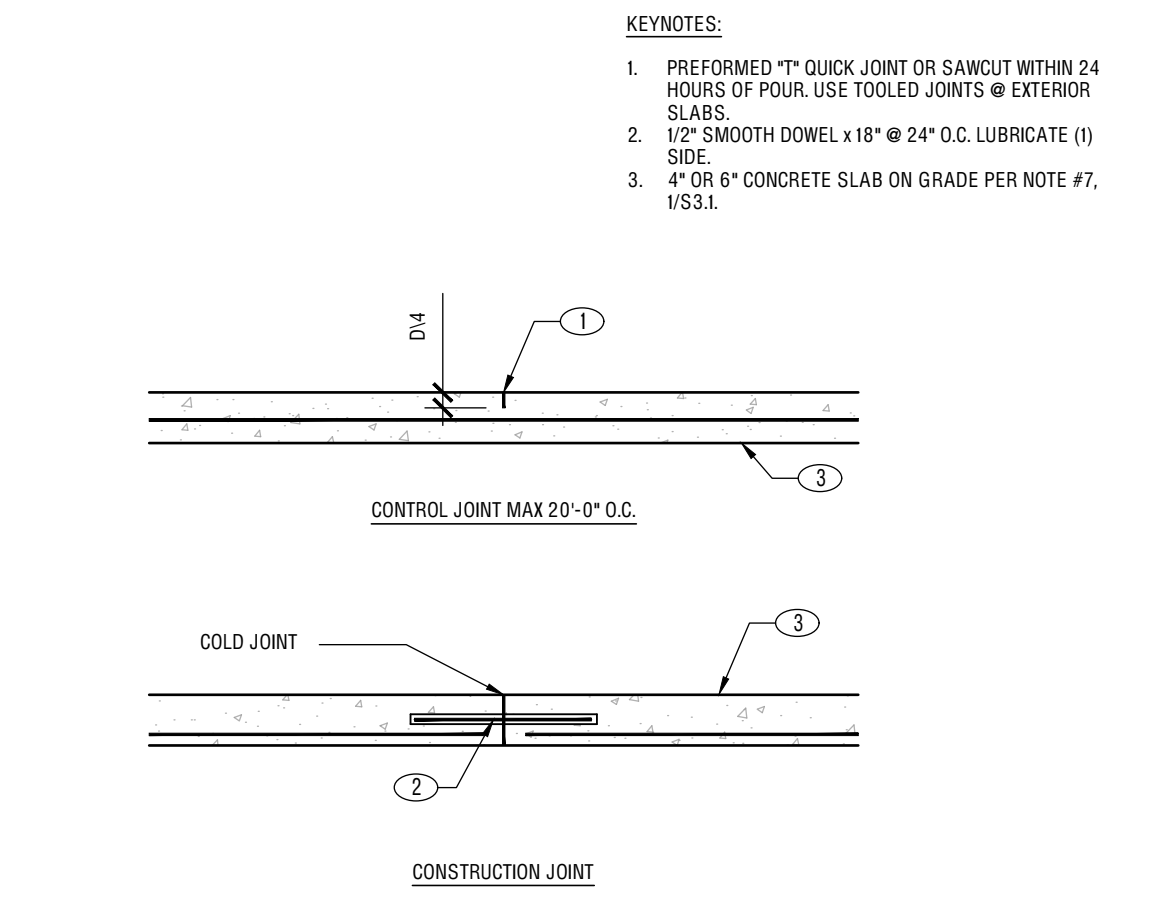 KEYNOTES:
1. PREFORMED "T" QUICK JOINT OR SAWCUT WITHIN 24
HOURS OF POUR. USE TOOLED JOINTS @ EXTERIOR
SLABS.
2. 1/2" SMOOTH DOWEL x 18" @ 24" O.C. LUBRICATE (1)
SIDE.
3. 4" OR 6" CONCRETE SLAB ON GRADE PER NOTE #7,
1/S3.1.
D\4
1
3
CONTROL JOINT MAX 20'-0" O.C.
3
COLD JOINT
2
CONSTRUCTION JOINT